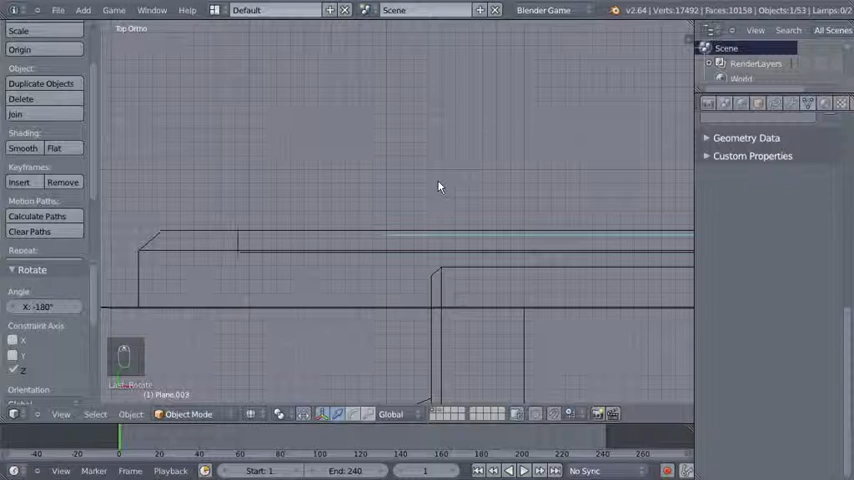 File Add Game Window Help Default Scene Blender Game v2.64 | Verts:17492 | Faces:10158 | Objects:1/53 | Lamps:0/2
Scale
Origin
Object:
Duplicate Objects
Delete
Join
Shading:
Smooth Flat
Keyframes:
Insert Remove
Motion Paths:
Calculate Paths
Clear Paths
Repeat:
Rotate
Angle
X: -180°
Constraint Axis
X
Y
Z
Orientation
Global
Top Ortho
Last: Rotate
(1) Plane.003
View Select Object Object Mode Global
View Search All Scenes
Scene
RenderLayers
World
Geometry Data
Custom Properties
-40 -20 0 20 40 60 80 100 120 140 160 180 200 220 240 260 280
View Marker Frame Playback Start: 1 End: 240 1 No Sync